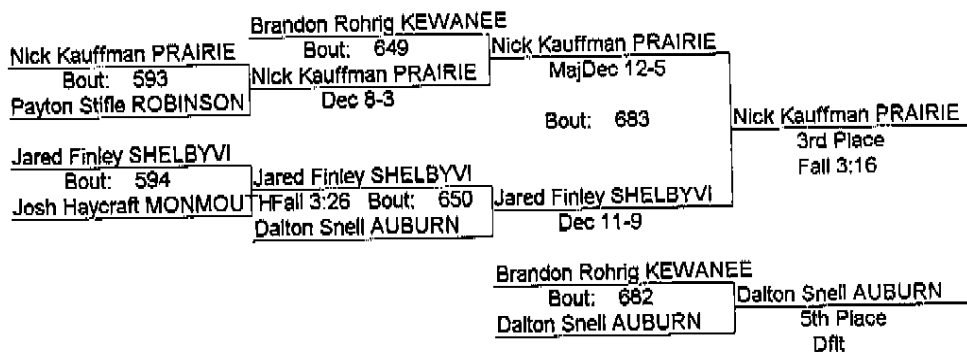 Brandon Rohrig KEWANEE
Nick Kauffman PRAIRIE
Bout: 593
Payton Stifle ROBINSON
Bout: 649
Nick Kauffman PRAIRIE
Dec 8-3
Nick Kauffman PRAIRIE
MajDec 12-5
Bout: 683
Nick Kauffman PRAIRIE
3rd Place
Fall 3:16
Jared Finley SHELBYVI
Bout: 594
Josh Haycraft MONMOUTH
Jared Finley SHELBYVI
Fall 3:26 Bout: 650
Dalton Snell AUBURN
Jared Finley SHELBYVI
Dec 11-9
Brandon Rohrig KEWANEE
Bout: 682
Dalton Snell AUBURN
Dalton Snell AUBURN
5th Place
Dflt